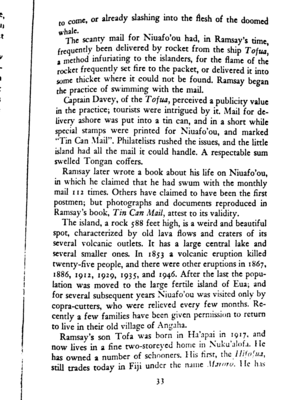 to come, or already slashing into the flesh of the doomed
whale.
The scanty mail for Niuafo'ou had, in Ramsay's time,
frequently been delivered by rocket from the ship Tofua,
a method infuriating to the islanders, for the flame of the
rocket frequently set fire to the packet, or delivered it into
some thicket where it could not be found. Ramsay began
the practice of swimming with the mail.
Captain Davey, of the Tofua, perceived a publicity value
in the practice; tourists were intrigued by it. Mail for de-
livery ashore was put into a tin can, and in a short while
special stamps were printed for Niuafo'ou, and marked
"Tin Can Mail". Philatelists rushed the issues, and the little
island had all the mail it could handle. A respectable sum
swelled Tongan coffers.
Ramsay later wrote a book about his life on Niuafo'ou,
in which he claimed that he had swum with the monthly
mail 112 times. Others have claimed to have been the first
postmen; but photographs and documents reproduced in
Ramsay's book, Tin Can Mail, attest to its validity.
The island, a rock 588 feet high, is a weird and beautiful
spot, characterized by old lava flows and craters of its
several volcanic outlets. It has a large central lake and
several smaller ones. In 1853 a volcanic eruption killed
twenty-five people, and there were other eruptions in 1867,
1886, 1912, 1929, 1935, and 1946. After the last the popu-
lation was moved to the large fertile island of Eua; and
for several subsequent years Niuafo'ou was visited only by
copra-cutters, who were relieved every few months. Re-
cently a few families have been given permission to return
to live in their old village of Angaha.
Ramsay's son Tofa was born in Ha'apai in 1917, and
now lives in a fine two-storeyed home in Nuku'alofa. He
has owned a number of schooners. His first, the Hifofua,
still trades today in Fiji under the name He has
33